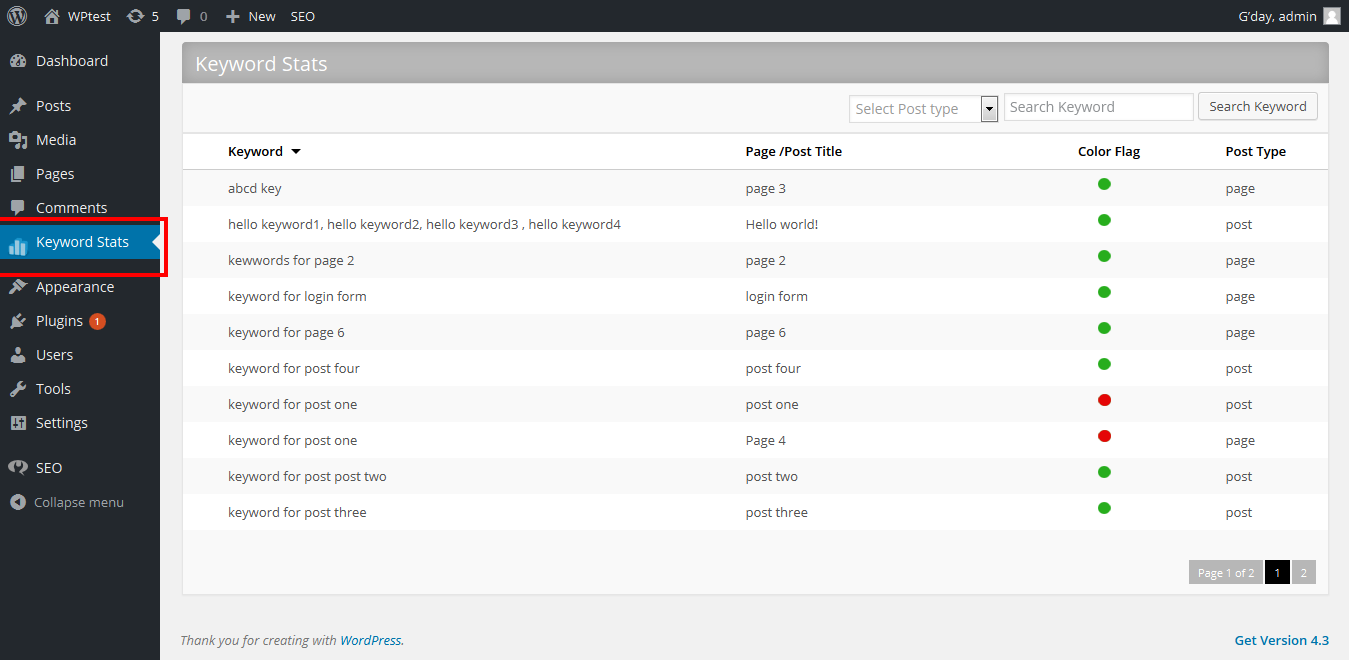 WPtest 5 0 New SEO G'day, admin
Dashboard
Posts
Media
Pages
Comments
Keyword Stats
Appearance
Plugins 1
Users
Tools
Settings
SEO
Collapse menu
Keyword Stats
Select Post type Search Keyword Search Keyword
Keyword Page /Post Title Color Flag Post Type
abcd key page 3 page
hello keyword1, hello keyword2, hello keyword3 , hello keyword4 Hello world! post
kewwords for page 2 page 2 page
keyword for login form login form page
keyword for page 6 page 6 page
keyword for post four post four post
keyword for post one post one post
keyword for post one Page 4 page
keyword for post post two post two post
keyword for post three post three post
Page 1 of 2 1 2
Thank you for creating with WordPress. Get Version 4.3